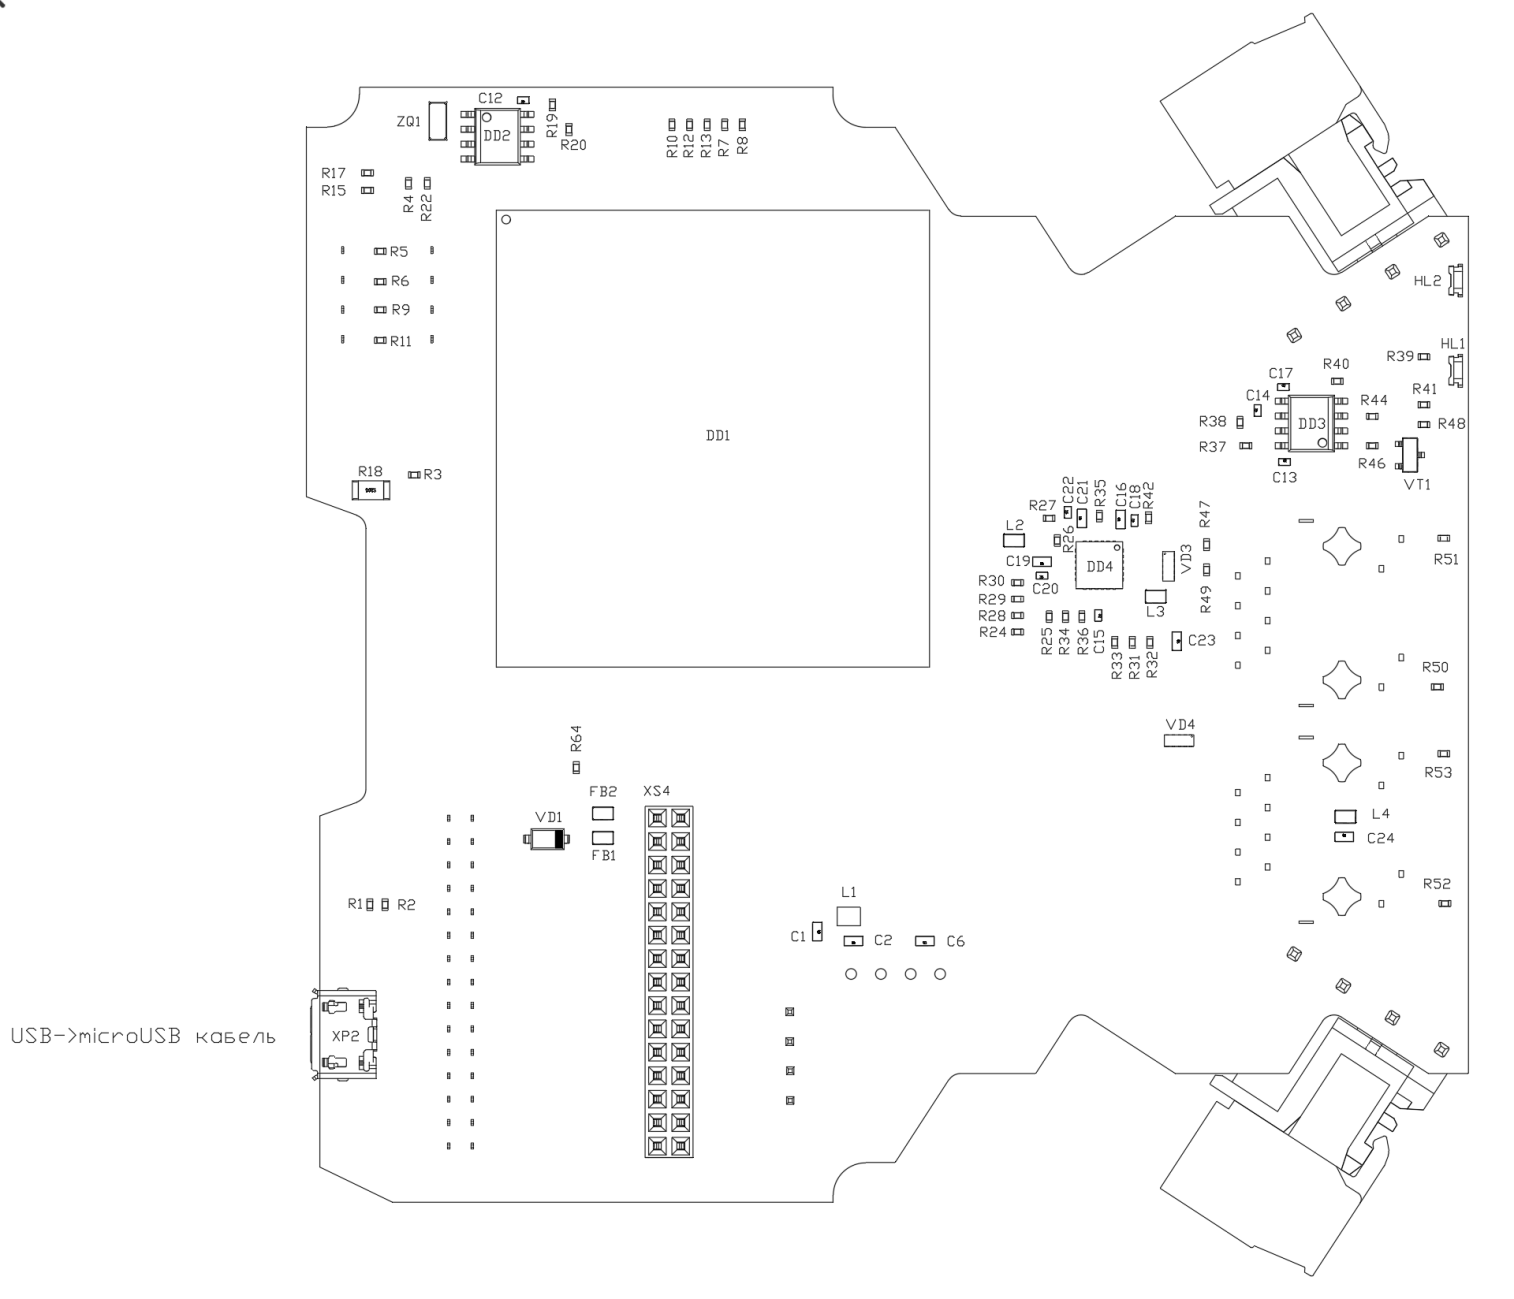 C12
ZQ1
DD2
R19
R20
R10
R12
R13
R7
R8
R17
R15
R4
R22
R5
R6
R9
R11
DD1
R18
R3
HL2
HL1
R39
R40
C17
C14
R41
R44
R38
DD3
R48
R37
R46
C13
VT1
C22
C21
R35
C16
C18
R42
R27
L2
R26
R47
C19
DD4
VD3
R51
R30
C20
R29
R49
L3
R28
R24
R25
R34
R36
C15
C23
R33
R31
R32
R50
VD4
R64
R53
FB2
XS4
VD1
L4
FB1
C24
R1
R2
L1
R52
C1
C2
C6
USB->microUSB кабель
XP2